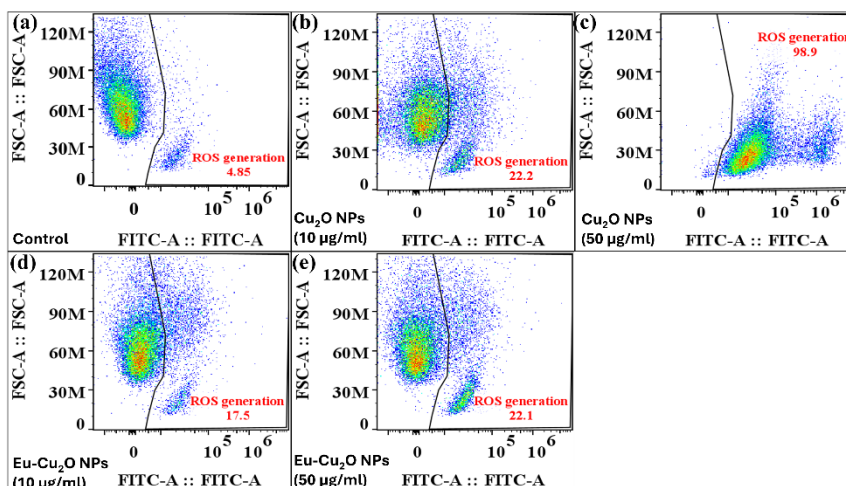 (a)
FSC-A :: FSC-A
120M
90M
60M
30M
0
ROS generation
4.85
0
10^5
10^6
Control
FITC-A :: FITC-A
(b)
FSC-A :: FSC-A
120M
90M
60M
30M
0
ROS generation
22.2
0
10^5
10^6
Cu₂O NPs
(10 µg/ml)
FITC-A :: FITC-A
(c)
FSC-A :: FSC-A
120M
90M
60M
30M
0
ROS generation
98.9
0
10^5
10^6
Cu₂O NPs
(50 µg/ml)
FITC-A :: FITC-A
(d)
FSC-A :: FSC-A
120M
90M
60M
30M
0
ROS generation
17.5
0
10^5
10^6
Eu-Cu₂O NPs
(10 µg/ml)
FITC-A :: FITC-A
(e)
FSC-A :: FSC-A
120M
90M
60M
30M
0
ROS generation
22.1
0
10^5
10^6
Eu-Cu₂O NPs
(50 µg/ml)
FITC-A :: FITC-A